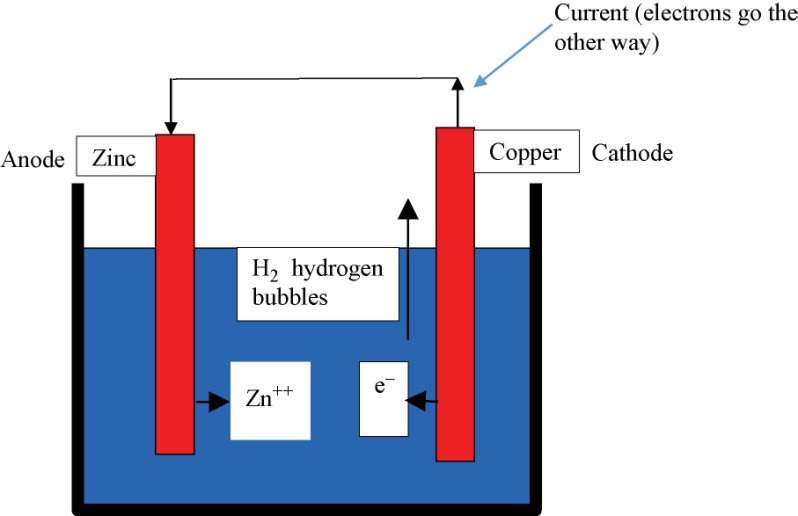 Current (electrons go the
other way)
Anode
Zinc
Copper
Cathode
H₂ hydrogen
bubbles
Zn⁺⁺
e⁻